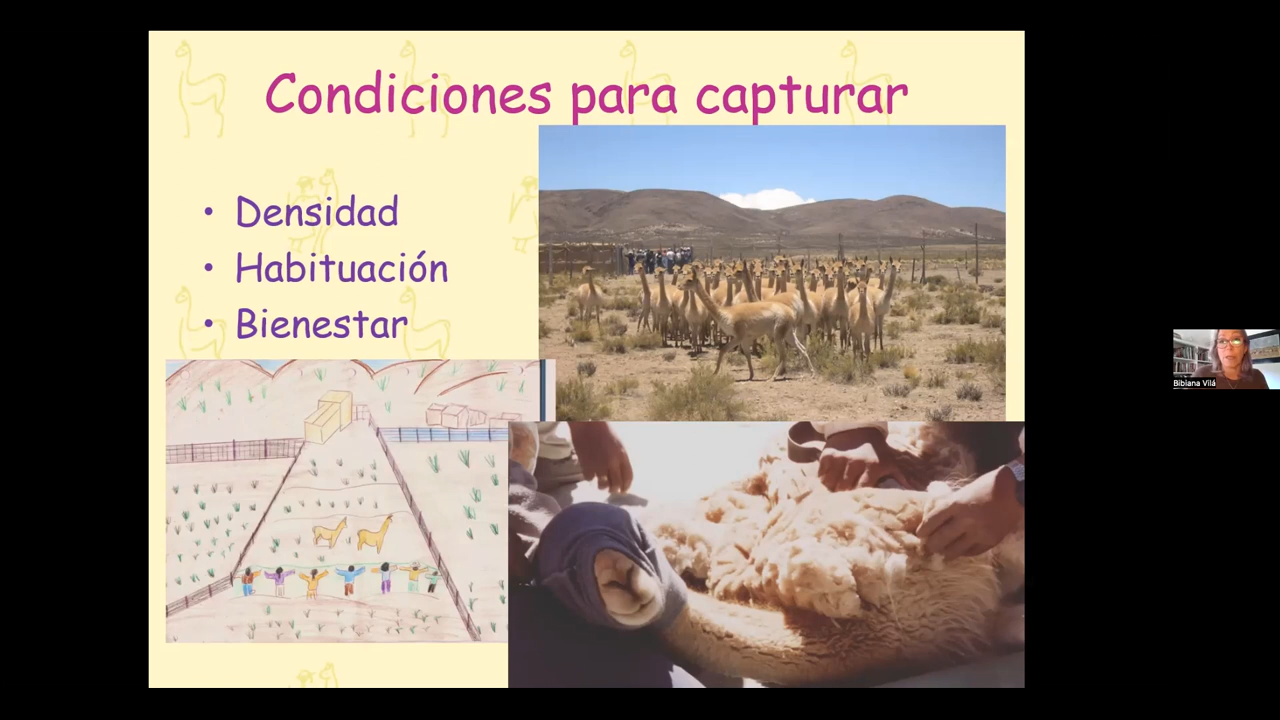 Condiciones para capturar
• Densidad
• Habituación
• Bienestar
Bibiana Vilá